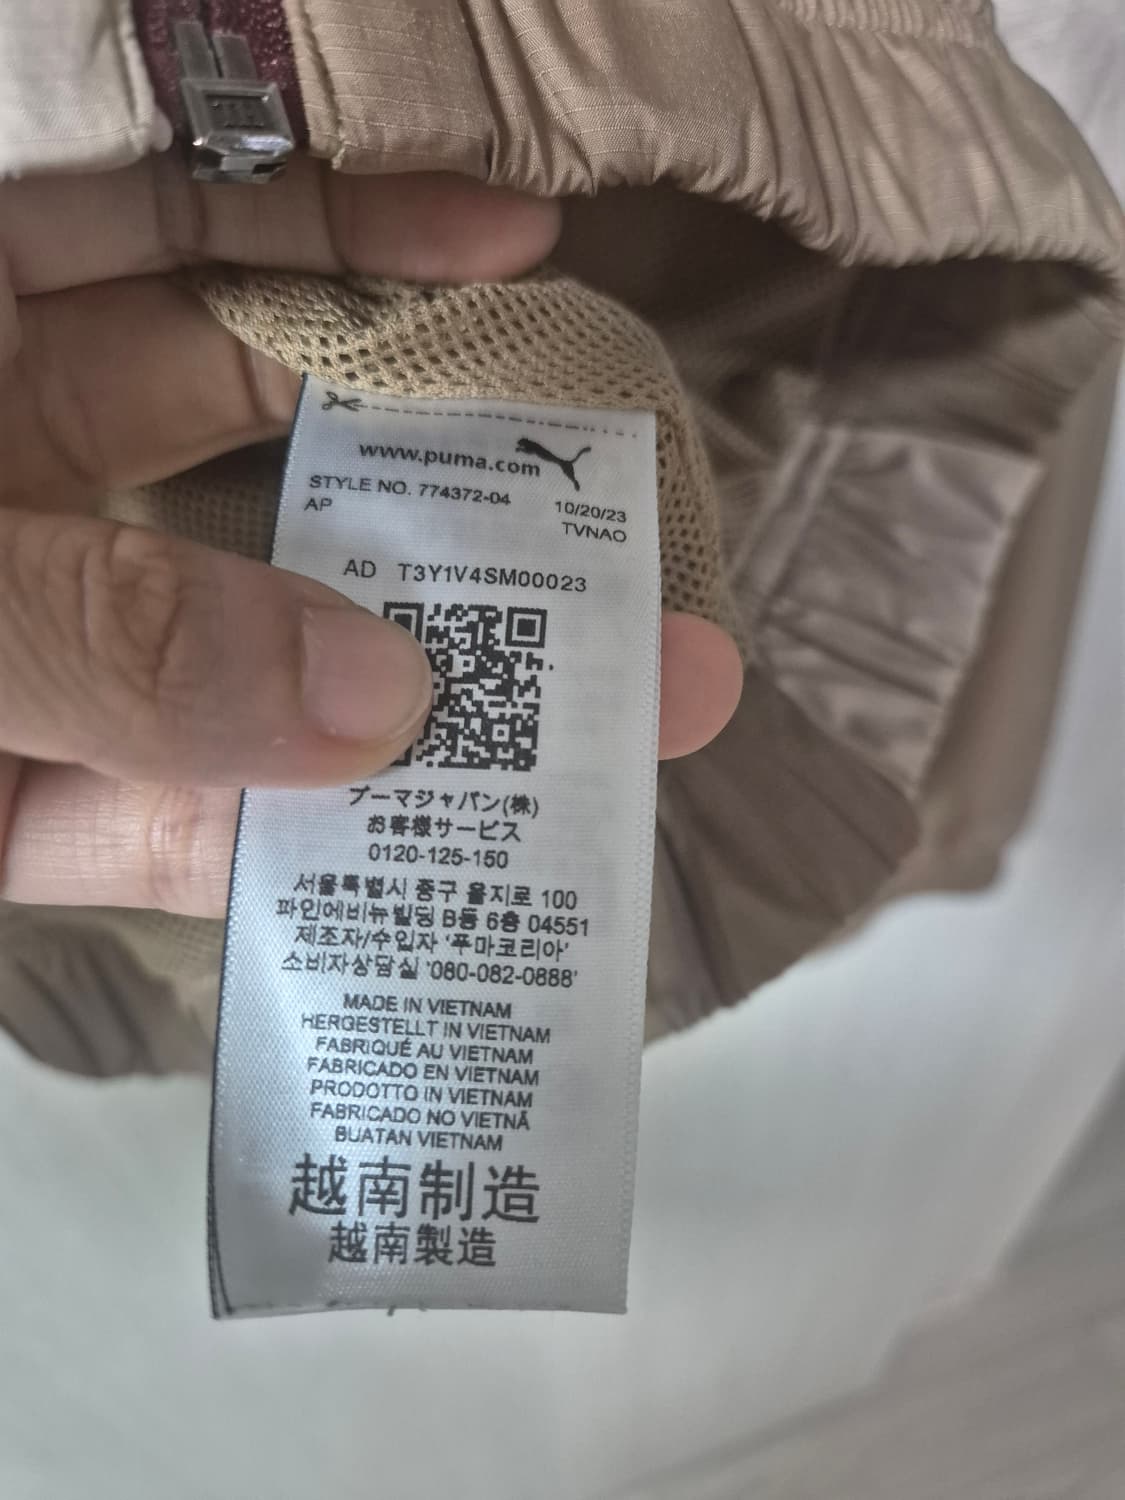 www.puma.com
STYLE NO. 774372-04
AP
10/20/23
TVNAO
AD T3Y1V4SM00023
プーマジャパン(株)
お客様サービス
0120-125-150
서울특별시 중구 을지로 100
파인에비뉴빌딩 B동 6층 04551
제조자/수입자 '푸마코리아'
소비자상담실 '080-082-0888'
MADE IN VIETNAM
HERGESTELLT IN VIETNAM
FABRIQUÉ AU VIETNAM
FABRICADO EN VIETNAM
PRODOTTO IN VIETNAM
FABRICADO NO VIETNÃ
BUATAN VIETNAM
越南制造
越南製造